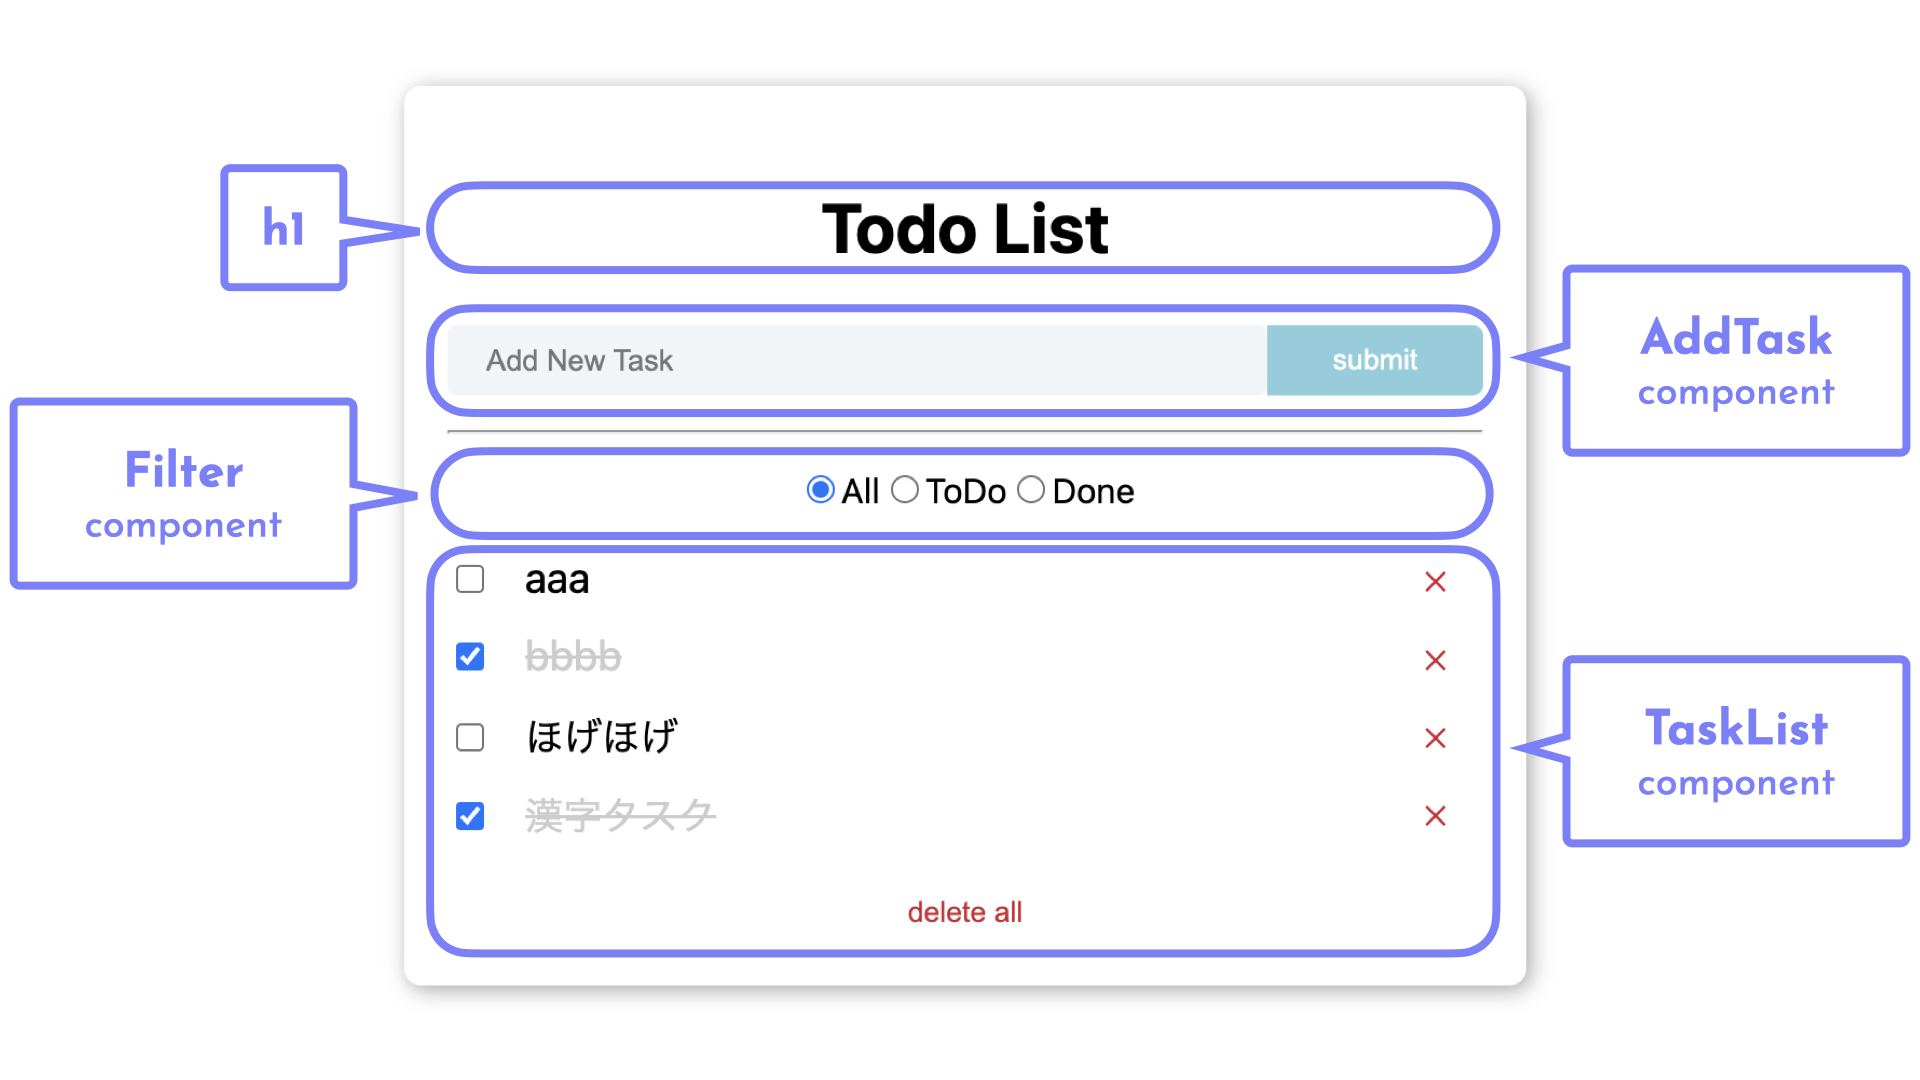 h1
Todo List
Add New Task
submit
AddTask
component
Filter
component
All ToDo Done
aaa
bbbb
ほげほげ
漢字タスク
delete all
TaskList
component